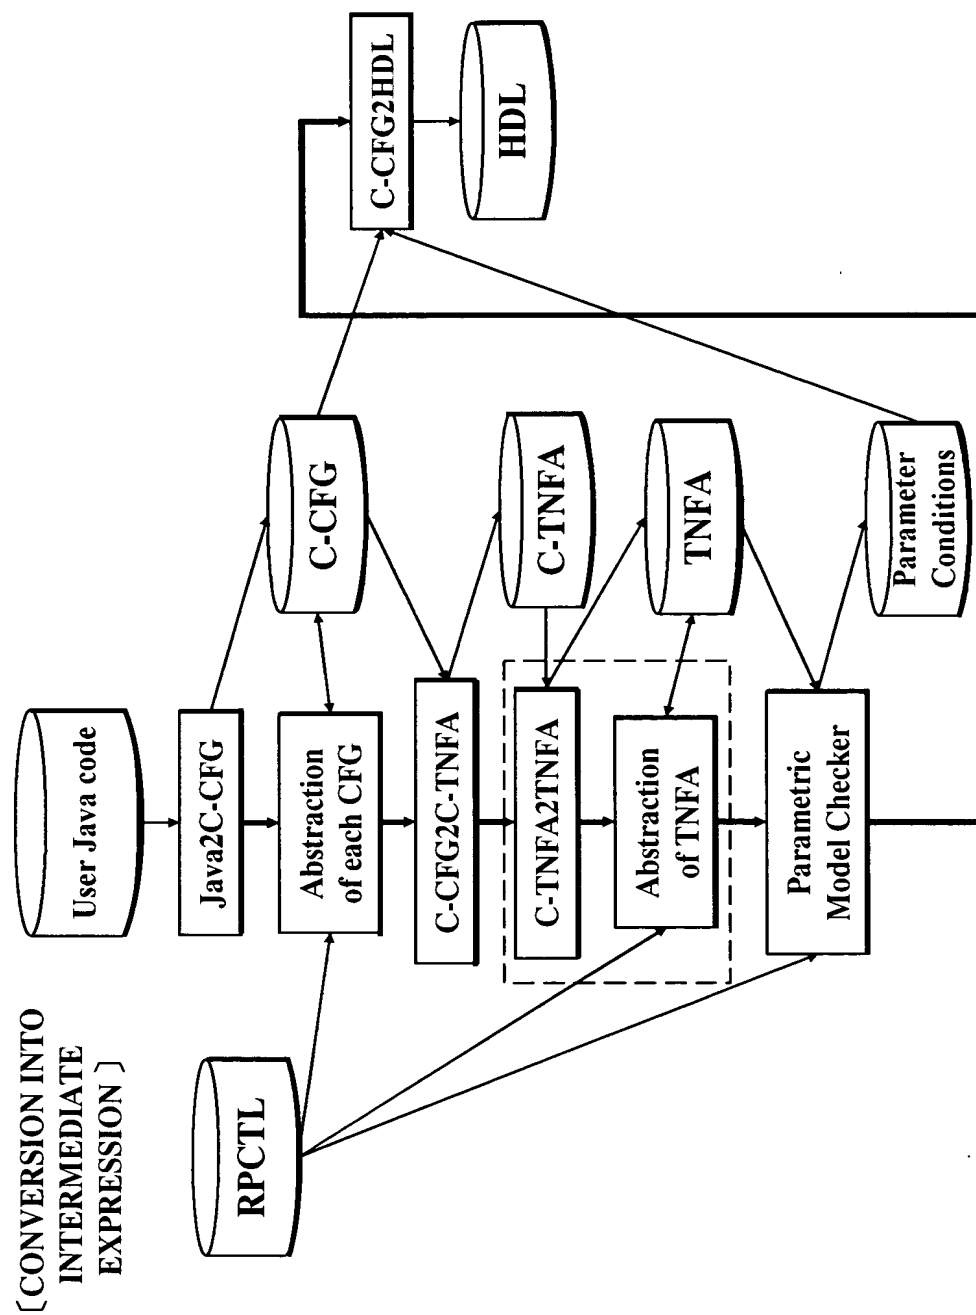 〔CONVERSION INTO
INTERMEDIATE
EXPRESSION〕
User Java code
Java2C-CFG
Abstraction
of each CFG
C-CFG2C-TNFA
C-TNFA2TNFA
Abstraction
of TNFA
Parametric
Model Checker
RPCTL
C-CFG
C-TNFA
TNFA
Parameter
Conditions
C-CFG2HDL
HDL